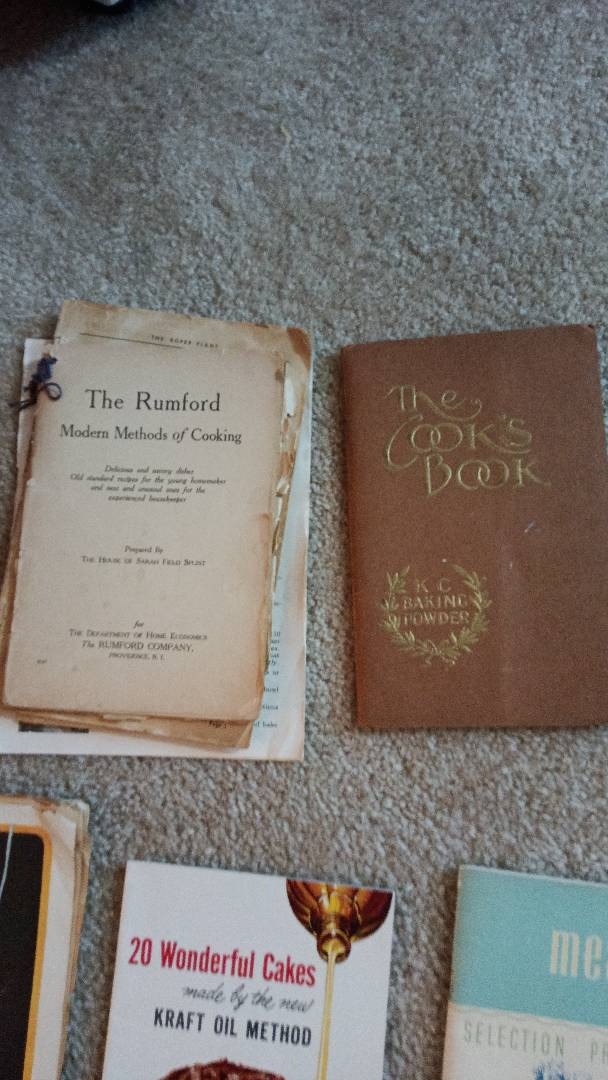 THE ROPER PLANT
The Rumford
Modern Methods of Cooking
Delicious and savory dishes
Old standard recipes for the young homemaker
and new and unusual ones for the
experienced housekeeper
Prepared By
THE HOUSE OF SARAH FIELD SPLINT
for
THE DEPARTMENT OF HOME ECONOMICS
The RUMFORD COMPANY,
PROVIDENCE, R. I.
The
COOK'S
BOOK
K C
BAKING
POWDER
20 Wonderful Cakes
made by the new
KRAFT OIL METHOD
SELECTION